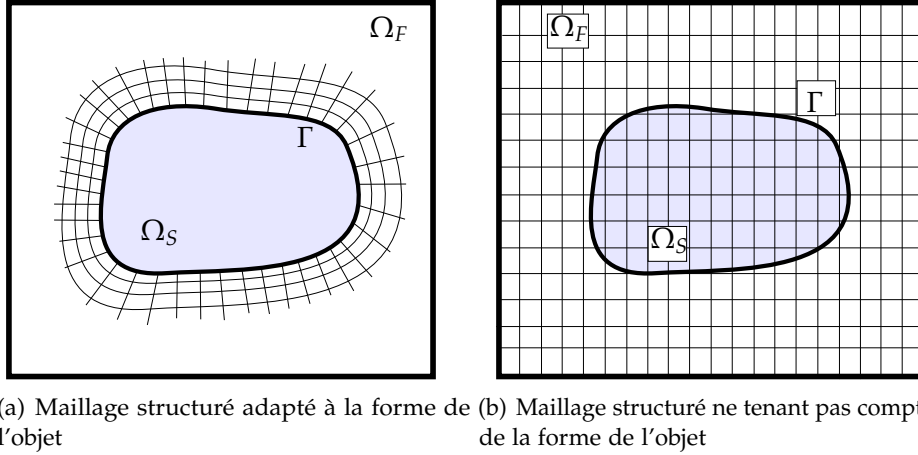 Ω_F
Γ
Ω_S
(a) Maillage structuré adapté à la forme de
l'objet
Ω_F
Γ
Ω_S
(b) Maillage structuré ne tenant pas compt
de la forme de l'objet